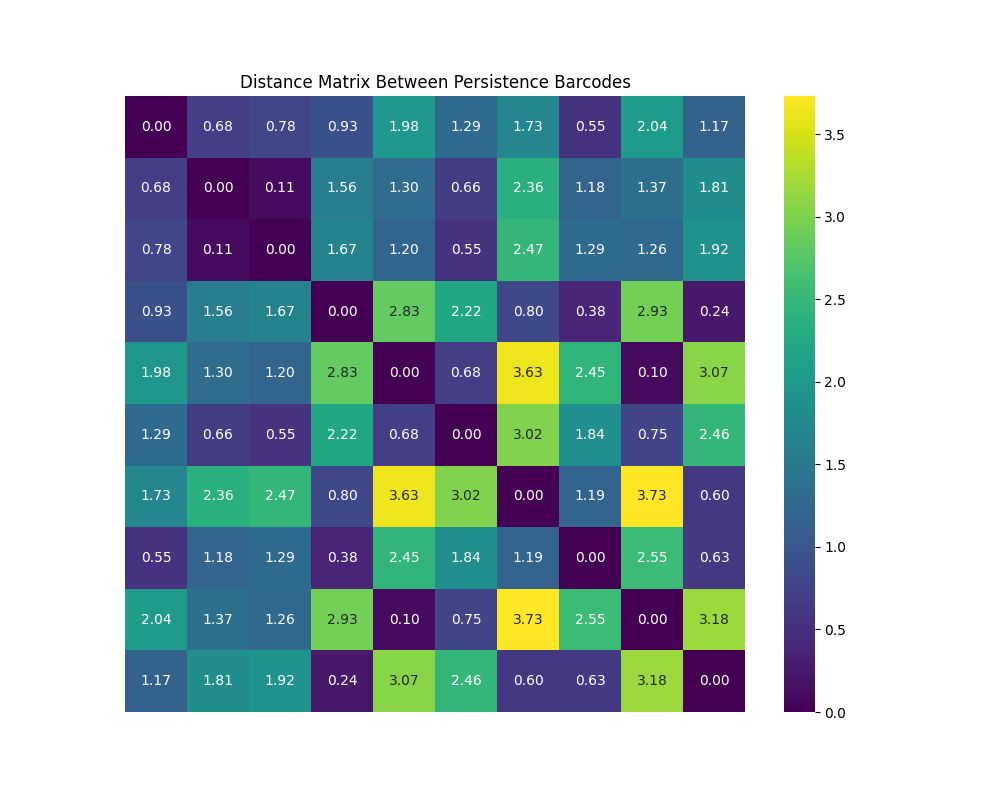 Distance Matrix Between Persistence Barcodes
0.00 0.68 0.78 0.93 1.98 1.29 1.73 0.55 2.04 1.17
3.5
0.68 0.00 0.11 1.56 1.30 0.66 2.36 1.18 1.37 1.81
3.0
0.78 0.11 0.00 1.67 1.20 0.55 2.47 1.29 1.26 1.92
2.5
0.93 1.56 1.67 0.00 2.83 2.22 0.80 0.38 2.93 0.24
1.98 1.30 1.20 2.83 0.00 0.68 3.63 2.45 0.10 3.07
2.0
1.29 0.66 0.55 2.22 0.68 0.00 3.02 1.84 0.75 2.46
1.5
1.73 2.36 2.47 0.80 3.63 3.02 0.00 1.19 3.73 0.60
1.0
0.55 1.18 1.29 0.38 2.45 1.84 1.19 0.00 2.55 0.63
2.04 1.37 1.26 2.93 0.10 0.75 3.73 2.55 0.00 3.18
0.5
1.17 1.81 1.92 0.24 3.07 2.46 0.60 0.63 3.18 0.00
0.0